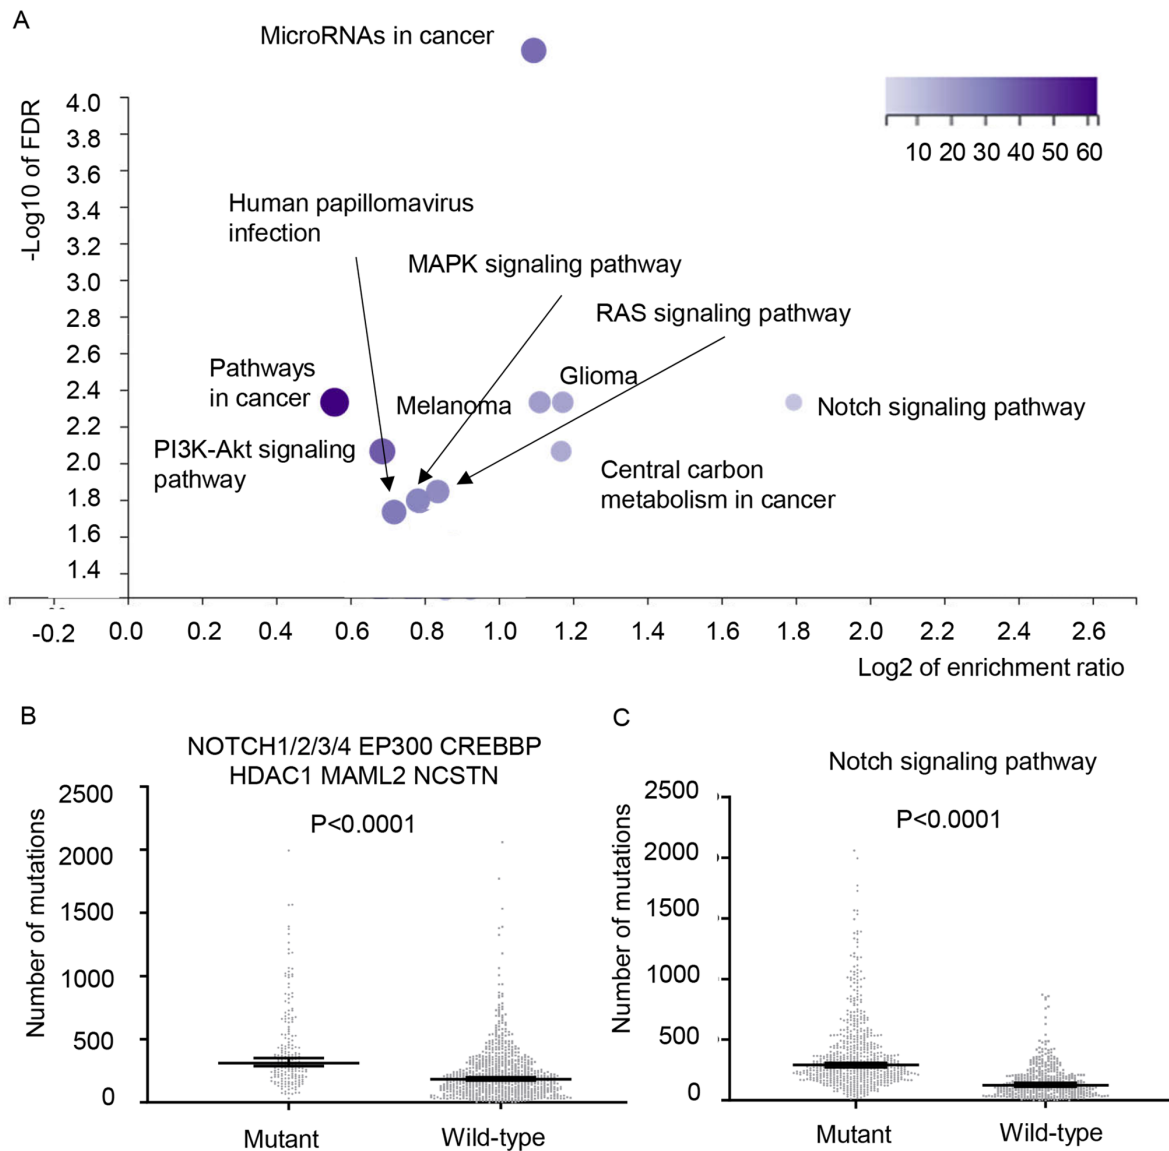 A
MicroRNAs in cancer
-Log10 of FDR
4.0
3.8
3.6
3.4
3.2
3.0
2.8
2.6
2.4
2.2
2.0
1.8
1.6
1.4
10 20 30 40 50 60
Human papillomavirus
infection
MAPK signaling pathway
RAS signaling pathway
Pathways
in cancer
Glioma
Melanoma
Notch signaling pathway
PI3K-Akt signaling
pathway
Central carbon
metabolism in cancer
-0.2 0.0 0.2 0.4 0.6 0.8 1.0 1.2 1.4 1.6 1.8 2.0 2.2 2.4 2.6
Log2 of enrichment ratio
B
NOTCH1/2/3/4 EP300 CREBBP
HDAC1 MAML2 NCSTN
P<0.0001
Number of mutations
2500
2000
1500
1000
500
0
Mutant Wild-type
C
Notch signaling pathway
P<0.0001
Number of mutations
2500
2000
1500
1000
500
0
Mutant Wild-type